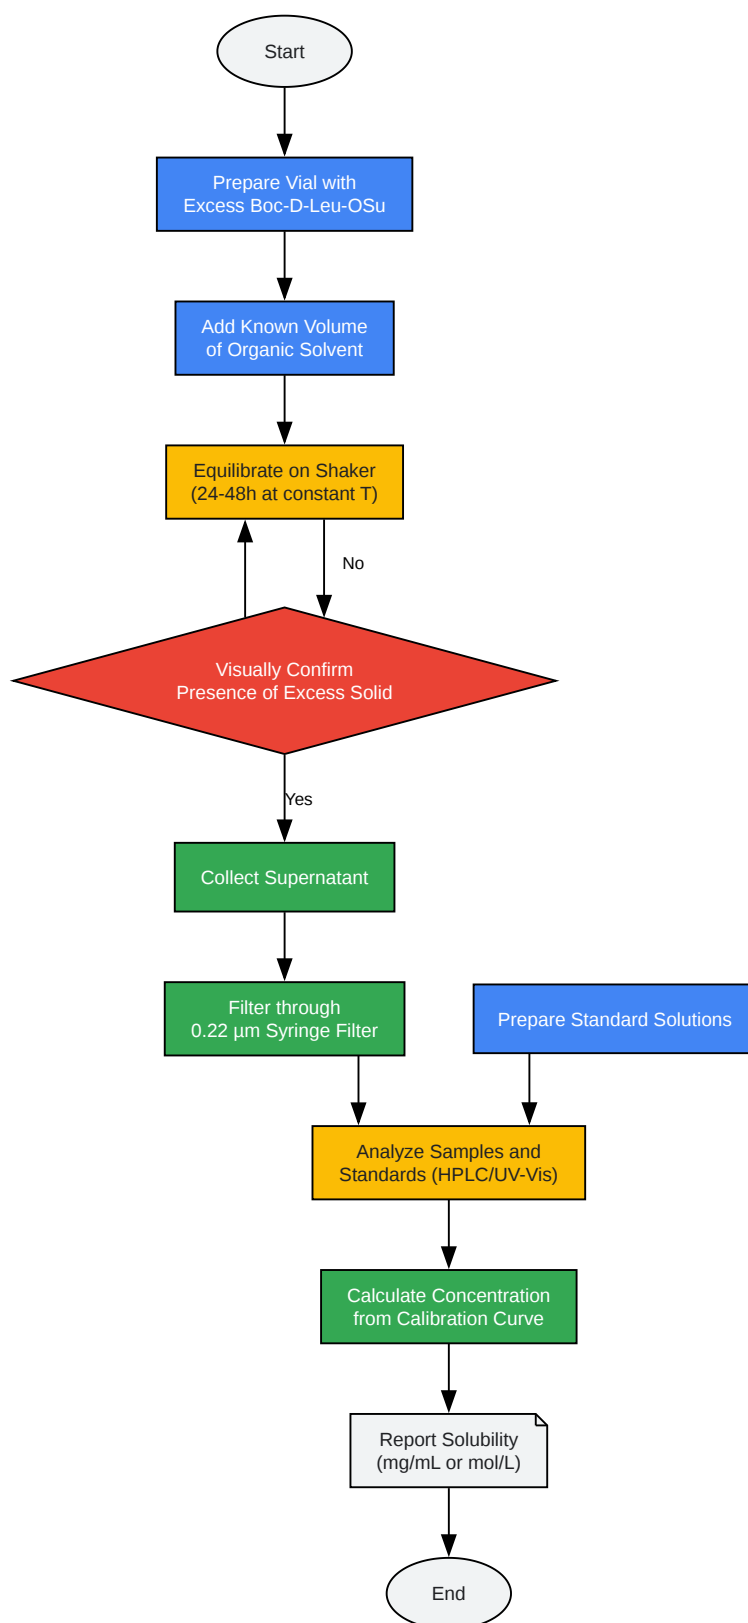 Start
Prepare Vial with
Excess Boc-D-Leu-OSu
Add Known Volume
of Organic Solvent
Equilibrate on Shaker
(24-48h at constant T)
No
Visually Confirm
Presence of Excess Solid
Yes
Collect Supernatant
Filter through
0.22 µm Syringe Filter
Prepare Standard Solutions
Analyze Samples and
Standards (HPLC/UV-Vis)
Calculate Concentration
from Calibration Curve
Report Solubility
(mg/mL or mol/L)
End